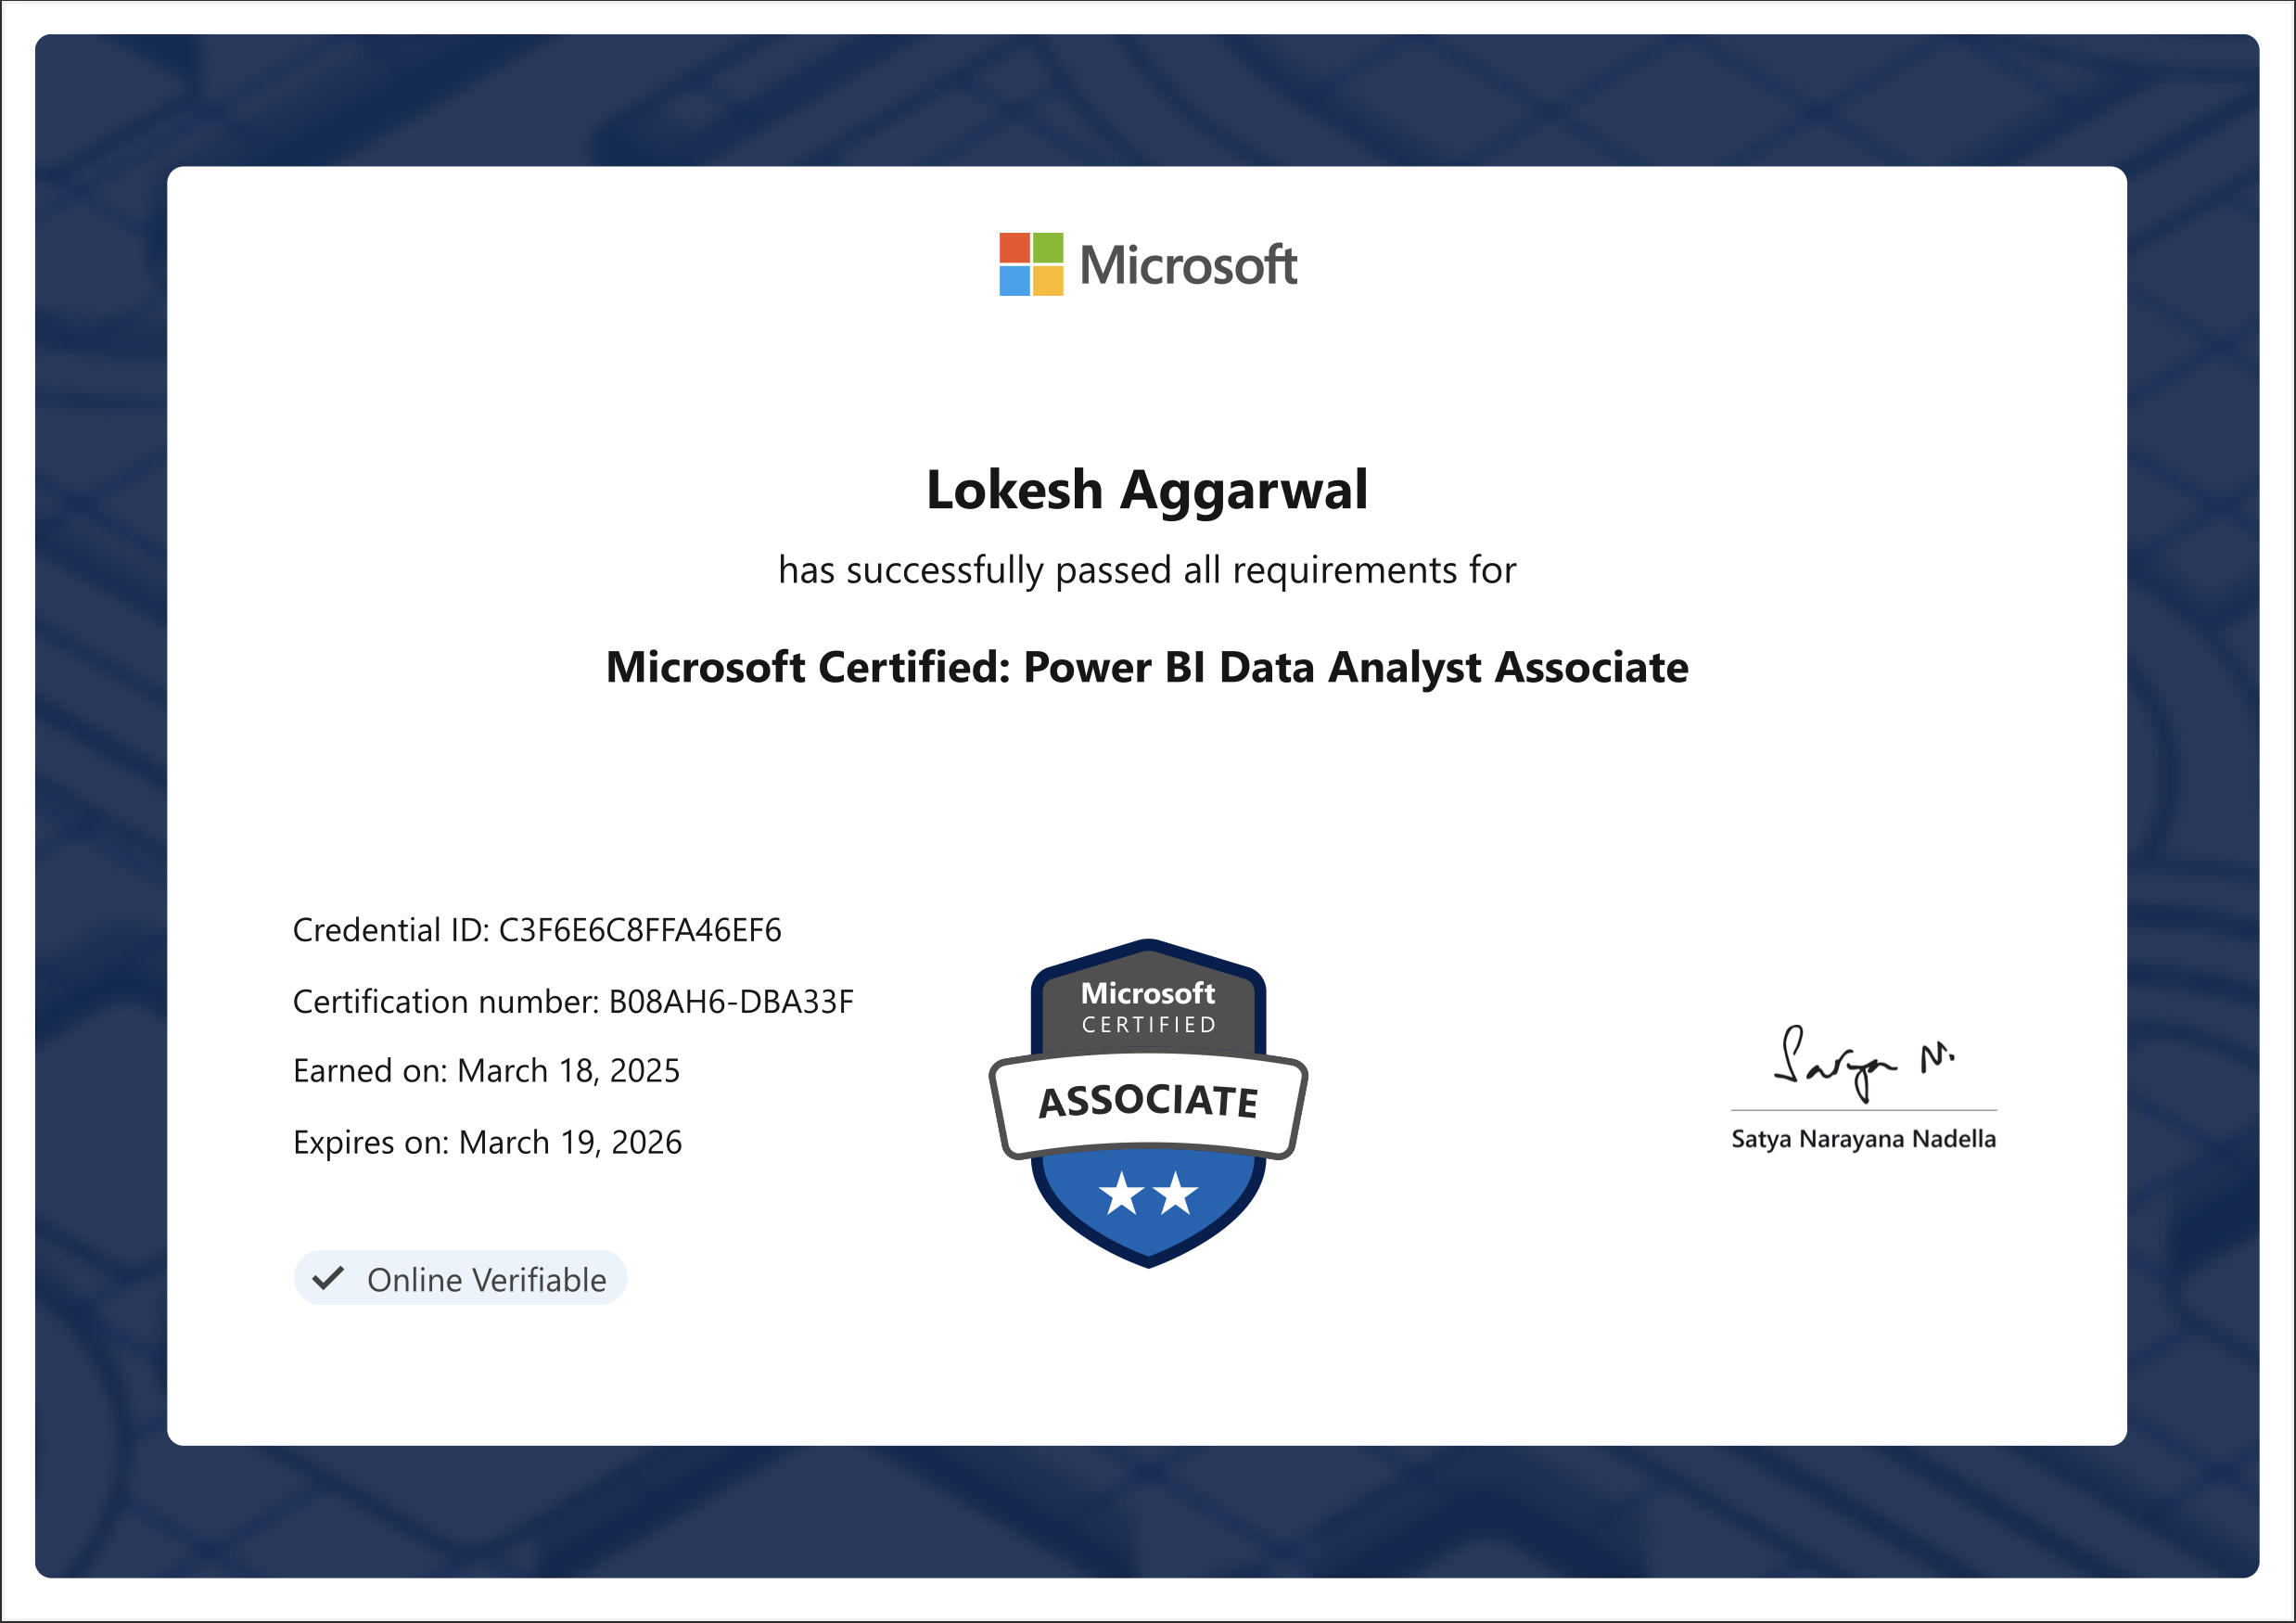 Microsoft
Lokesh Aggarwal
has successfully passed all requirements for
Microsoft Certified: Power BI Data Analyst Associate
Credential ID: C3F6E6C8FFA46EF6
Certification number: B08AH6-DBA33F
Earned on: March 18, 2025
Expires on: March 19, 2026
Online Verifiable
Microsoft
CERTIFIED
ASSOCIATE
Satya N.
Satya Narayana Nadella